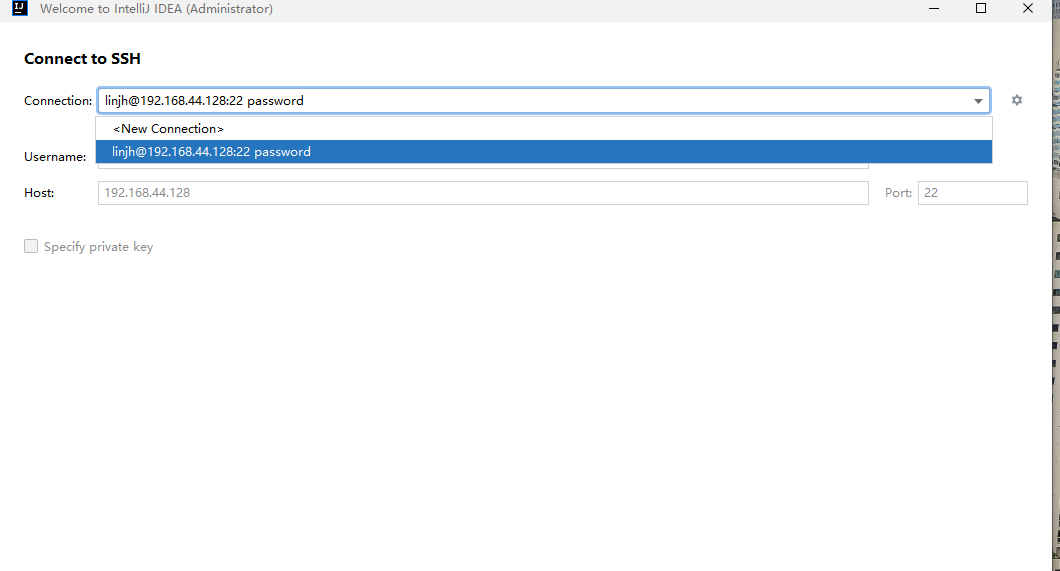 IJ
Welcome to IntelliJ IDEA (Administrator)
Connect to SSH
Connection: linjh@192.168.44.128:22 password
<New Connection>
linjh@192.168.44.128:22 password
Username:
Host: 192.168.44.128 Port: 22
Specify private key